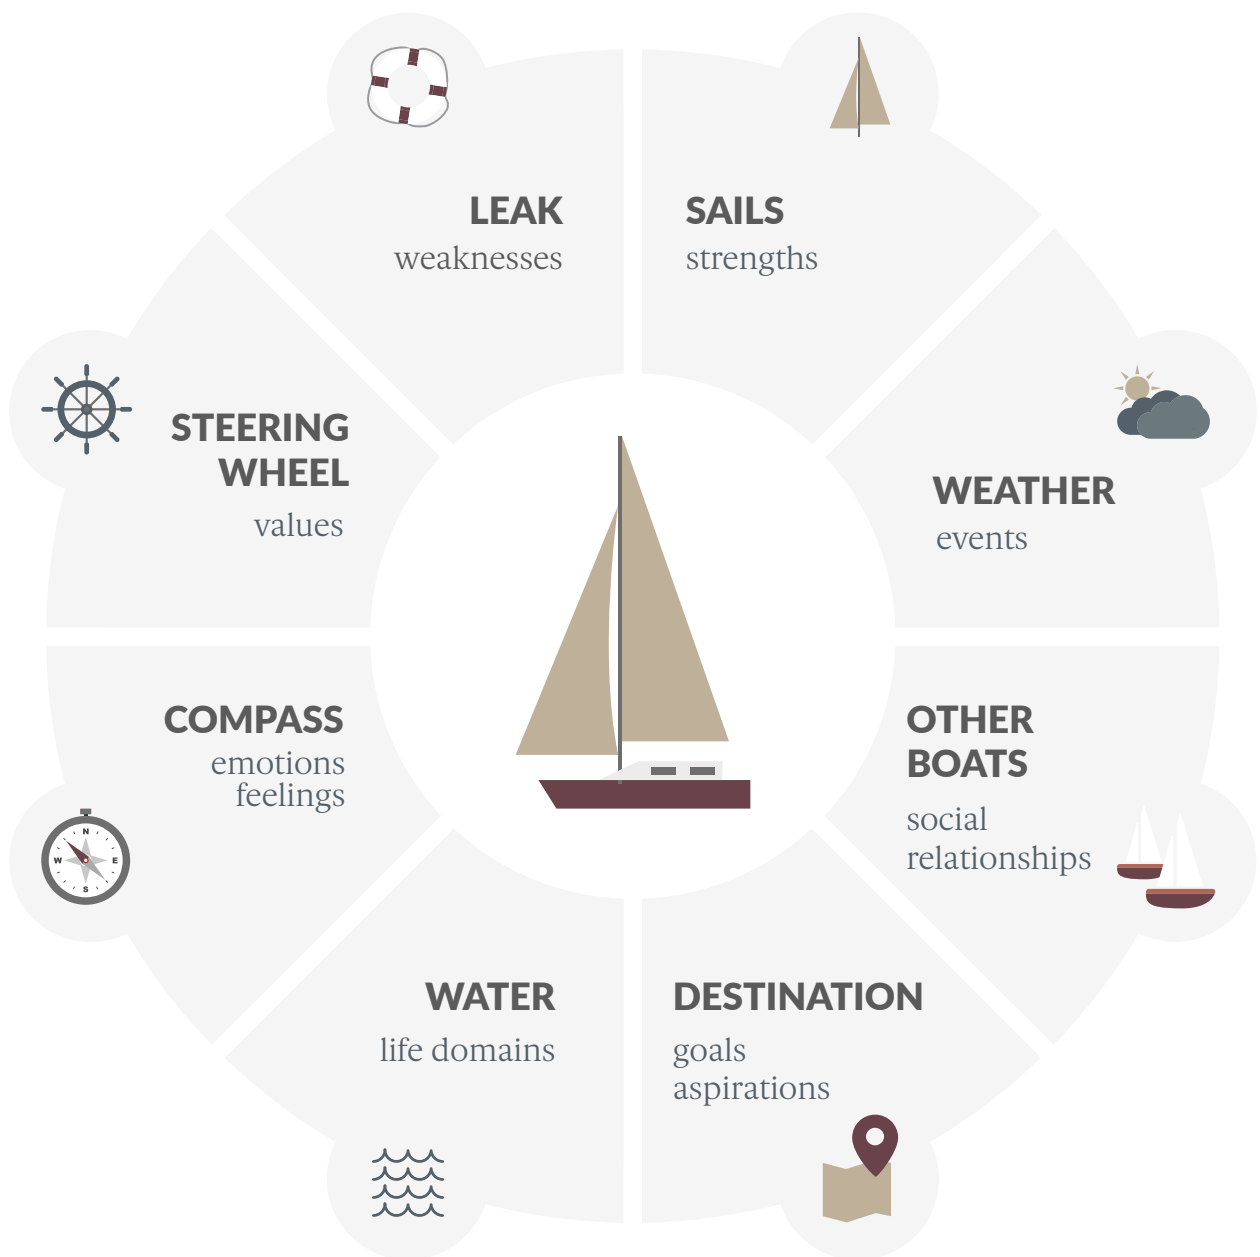 LEAK
weaknesses
SAILS
strengths
STEERING
WHEEL
values
WEATHER
events
COMPASS
emotions
feelings
N
W E
S
OTHER
BOATS
social
relationships
WATER
life domains
DESTINATION
goals
aspirations